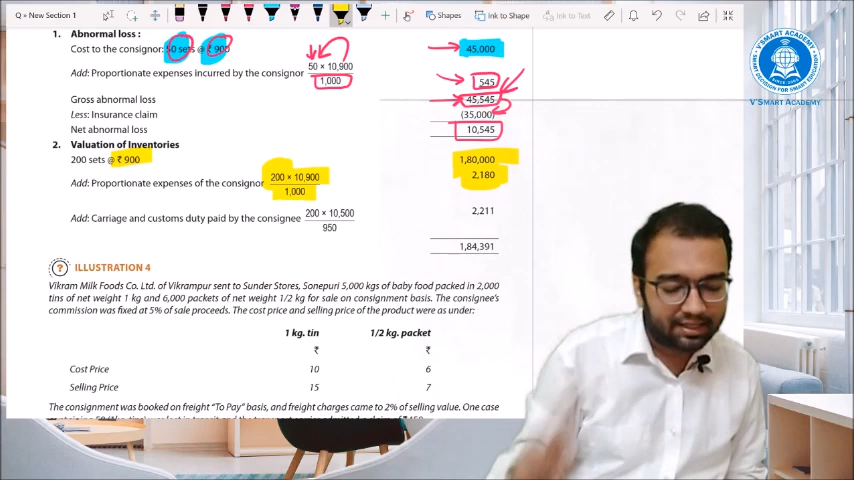 Q » New Section 1
Shapes
Ink to Shape
Ink to Text
1. Abnormal loss :
Cost to the consignor: 50 sets @ ₹ 900 45,000
Add: Proportionate expenses incurred by the consignor 50 × 10,900 / 1,000 545
Gross abnormal loss 45,545
Less: Insurance claim (35,000)
Net abnormal loss 10,545
2. Valuation of Inventories
200 sets @ ₹ 900 1,80,000
Add: Proportionate expenses of the consignor 200 × 10,900 / 1,000 2,180
Add: Carriage and customs duty paid by the consignee 200 × 10,500 / 950 2,211
1,84,391
? ILLUSTRATION 4
Vikram Milk Foods Co. Ltd. of Vikrampur sent to Sunder Stores, Sonepuri 5,000 kgs of baby food packed in 2,000
tins of net weight 1 kg and 6,000 packets of net weight 1/2 kg for sale on consignment basis. The consignee's
commission was fixed at 5% of sale proceeds. The cost price and selling price of the product were as under:
1 kg. tin 1/2 kg. packet
₹ ₹
Cost Price 10 6
Selling Price 15 7
The consignment was booked on freight "To Pay" basis, and freight charges came to 2% of selling value. One case
V'SMART ACADEMY
SMART DECISION FOR SMART EDUCATION
V'SMART ACADEMY